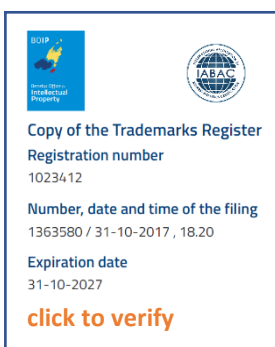 BOIP
Benelux Office for
Intellectual
Property
IABAC
Copy of the Trademarks Register
Registration number
1023412
Number, date and time of the filing
1363580 / 31-10-2017 , 18.20
Expiration date
31-10-2027
click to verify